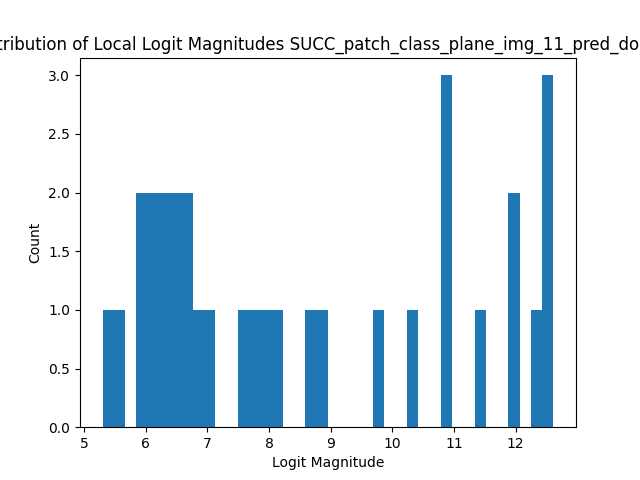 tribution of Local Logit Magnitudes SUCC_patch_class_plane_img_11_pred_do
3.0
2.5
2.0
1.5
1.0
0.5
0.0
Count
5 6 7 8 9 10 11 12
Logit Magnitude